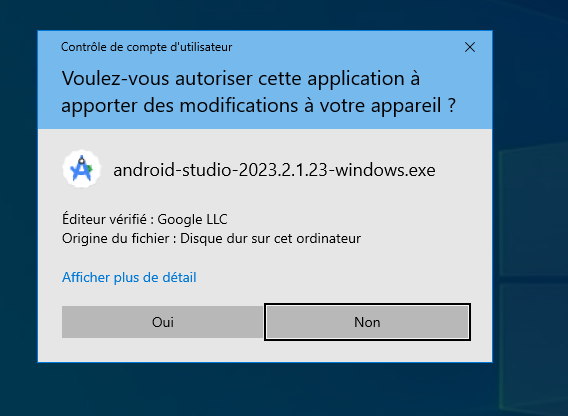 Contrôle de compte d'utilisateur
Voulez-vous autoriser cette application à
apporter des modifications à votre appareil ?
android-studio-2023.2.1.23-windows.exe
Éditeur vérifié : Google LLC
Origine du fichier : Disque dur sur cet ordinateur
Afficher plus de détail
Oui
Non